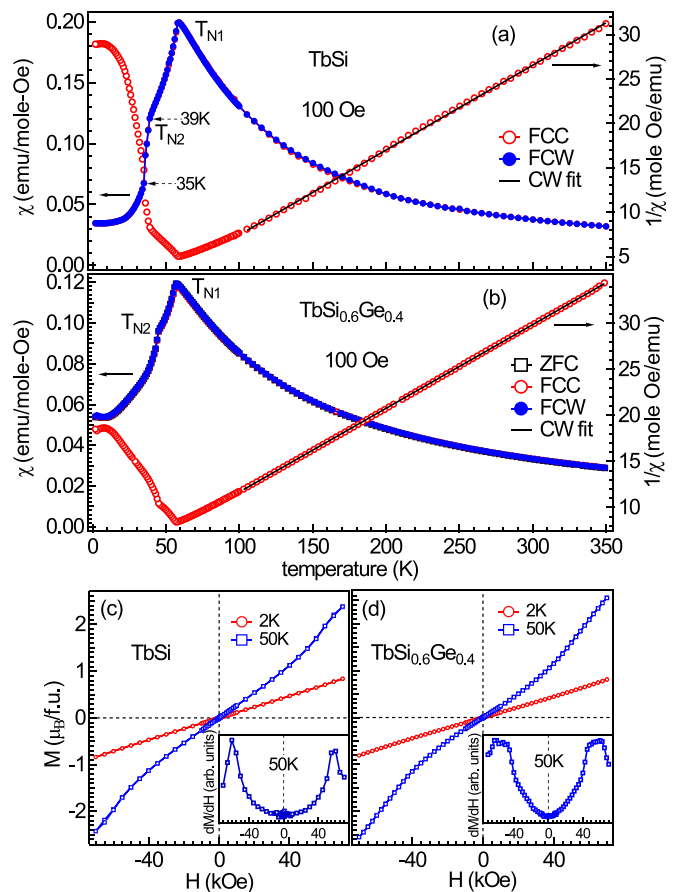 (a)
T_N1
TbSi
100 Oe
39K
T_N2
35K
FCC
FCW
CW fit
χ (emu/mole-Oe)
0.20
0.15
0.10
0.05
0.00
1/χ (mole Oe/emu)
30
25
20
15
10
5
(b)
T_N1
T_N2
TbSi0.6Ge0.4
100 Oe
ZFC
FCC
FCW
CW fit
χ (emu/mole-Oe)
0.12
0.10
0.08
0.06
0.04
0.02
0.00
1/χ (mole Oe/emu)
30
25
20
15
10
0 50 100 150 200 250 300 350
temperature (K)
(c)
2K
50K
TbSi
M (μB/f.u.)
2
1
0
-1
-2
50K
dM/dH (arb. units)
-40 0 40
-40 0 40
H (kOe)
(d)
2K
50K
TbSi0.6Ge0.4
50K
dM/dH (arb. units)
-40 0 40
-40 0 40
H (kOe)